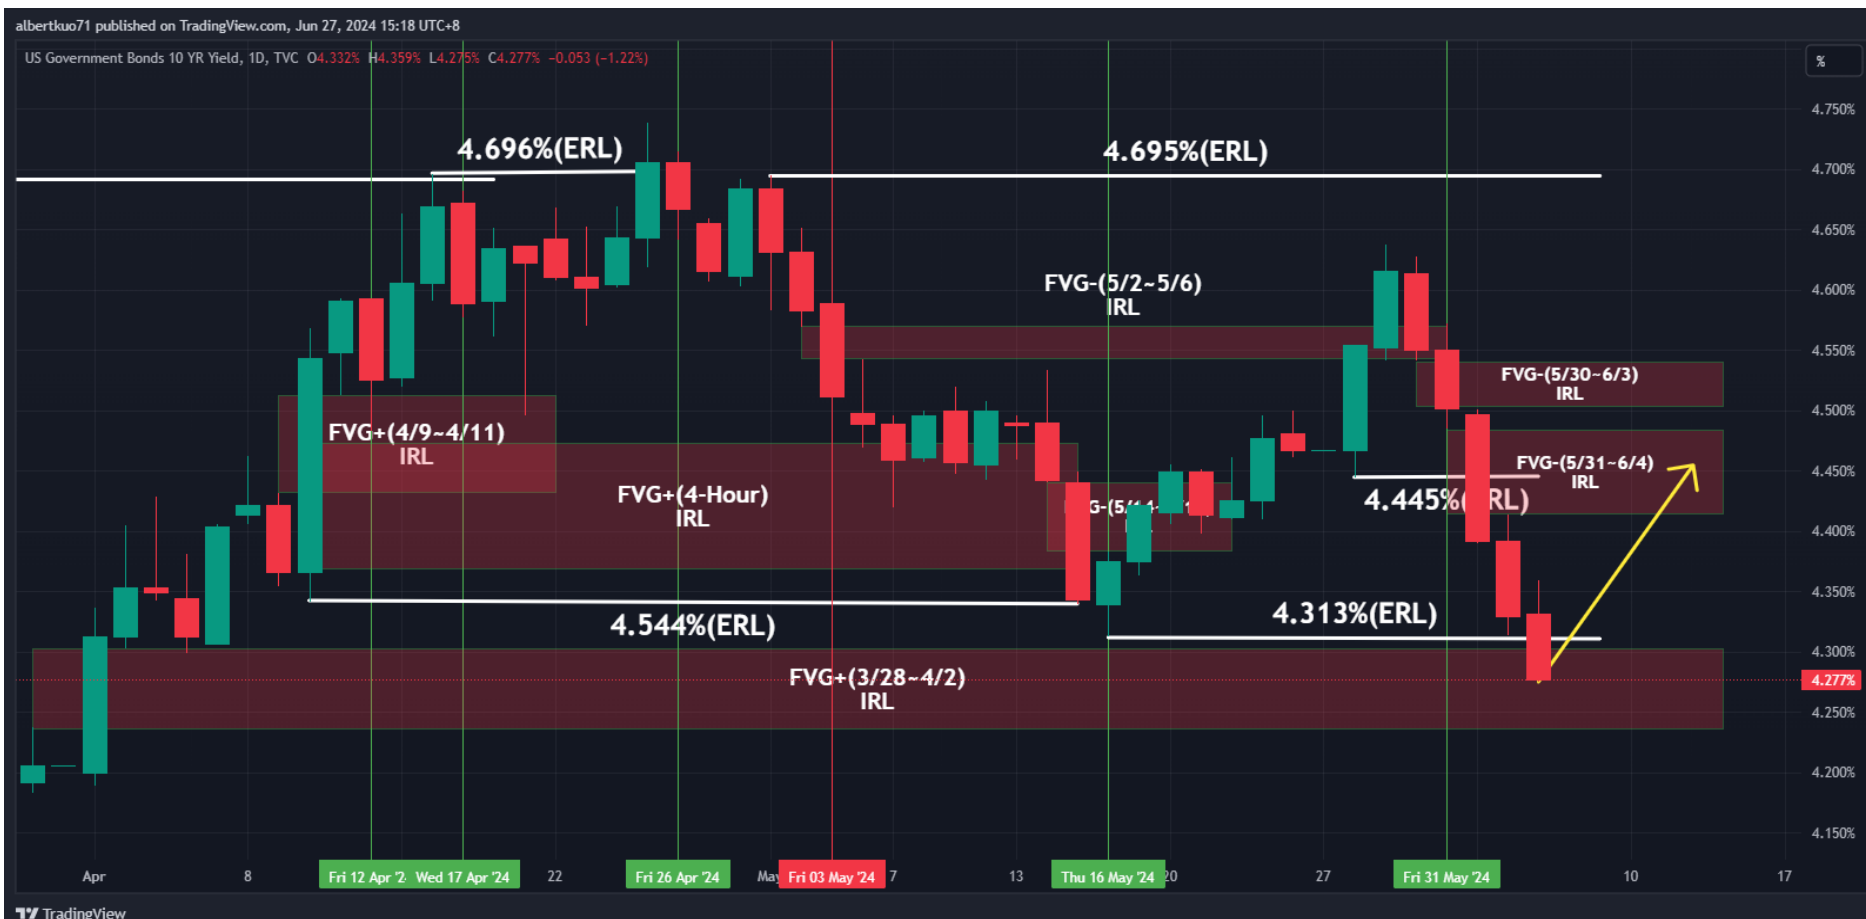 albertkuo71 published on TradingView.com, Jun 27, 2024 15:18 UTC+8
US Government Bonds 10 YR Yield, 1D, TVC O4.332% H4.359% L4.275% C4.277% −0.053 (−1.22%)
%
4.750%
4.700%
4.650%
4.600%
4.550%
4.500%
4.450%
4.400%
4.350%
4.300%
4.277%
4.250%
4.200%
4.150%
4.696%(ERL)
4.695%(ERL)
FVG-(5/2~5/6)
IRL
FVG-(5/30~6/3)
IRL
FVG+(4/9~4/11)
IRL
FVG-(5/31~6/4)
IRL
FVG+(4-Hour)
IRL
4.445%(ERL)
4.313%(ERL)
4.544%(ERL)
FVG+(3/28~4/2)
IRL
Apr
8
Fri 12 Apr '2
Wed 17 Apr '24
22
Fri 26 Apr '24
May
Fri 03 May '24
7
13
Thu 16 May '24
20
27
Fri 31 May '24
10
17
TradingView